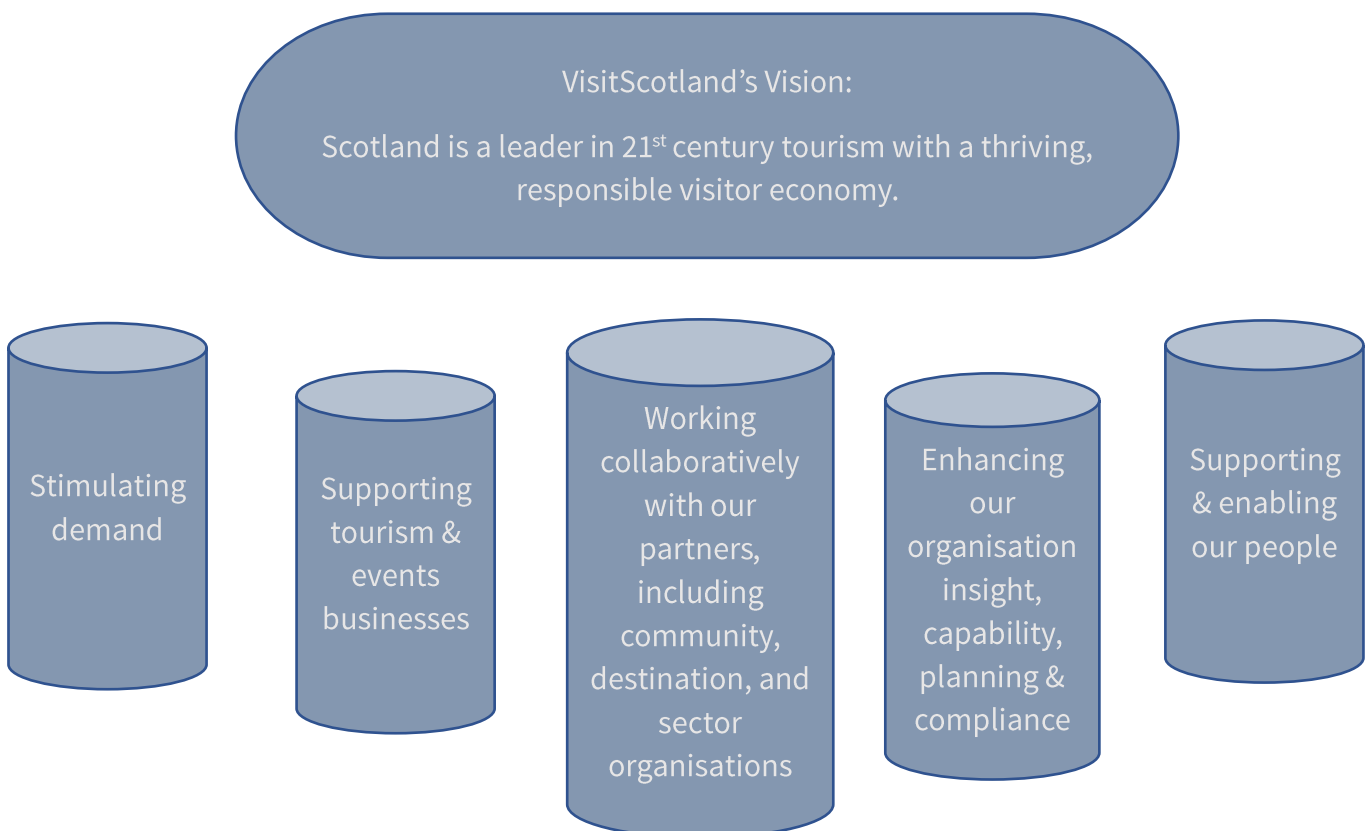 VisitScotland’s Vision:
Scotland is a leader in 21st century tourism with a thriving,
responsible visitor economy.
Stimulating
demand
Supporting
tourism &
events
businesses
Working
collaboratively
with our
partners,
including
community,
destination, and
sector
organisations
Enhancing
our
organisation
insight,
capability,
planning &
compliance
Supporting
& enabling
our people